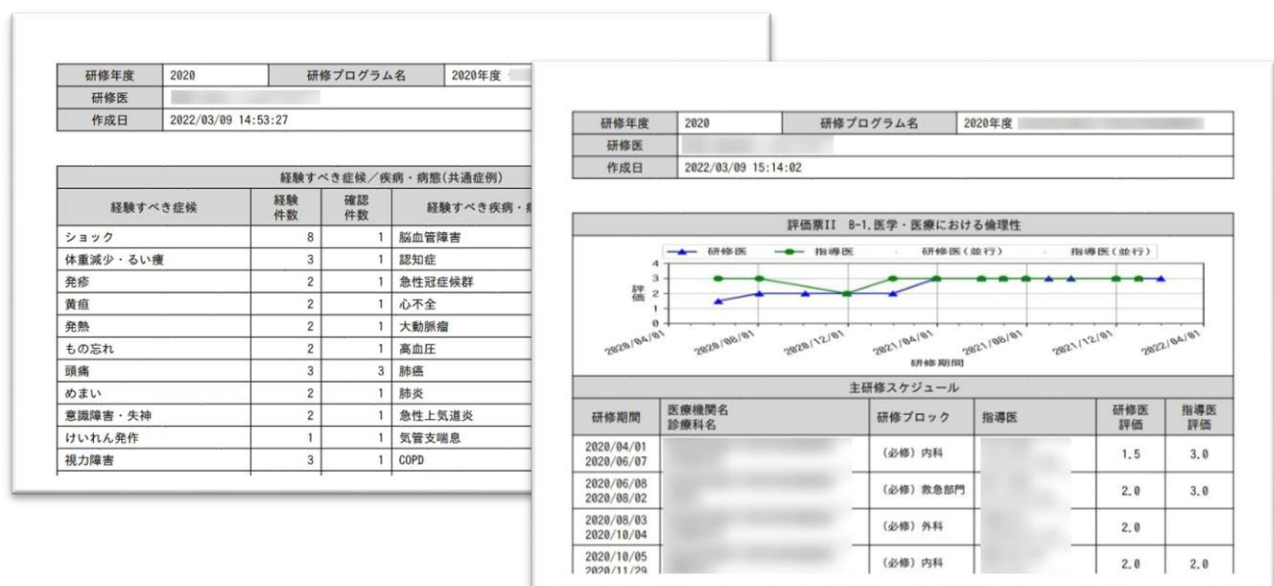 研修年度 2020 研修プログラム名 2020年度
研修医
作成日 2022/03/09 14:53:27
経験すべき症候／疾病・病態(共通症例)
経験すべき症候 経験件数 確認件数 経験すべき疾病・
ショック 8 1 脳血管障害
体重減少・るい痩 3 1 認知症
発疹 2 1 急性冠症候群
黄疸 2 1 心不全
発熱 2 1 大動脈瘤
もの忘れ 2 1 高血圧
頭痛 3 3 肺癌
めまい 2 1 肺炎
意識障害・失神 2 1 急性上気道炎
けいれん発作 1 1 気管支喘息
視力障害 3 1 COPD
研修年度 2020 研修プログラム名 2020年度
研修医
作成日 2022/03/09 15:14:02
評価票II B-1.医学・医療における倫理性
研修医 指導医 研修医(並行) 指導医(並行)
評価
4
3
2
1
0
2020/04/01 2020/08/01 2020/12/01 2021/04/01 2021/08/01 2021/12/01 2022/04/01
研修期間
主研修スケジュール
研修期間 医療機関名 診療科名 研修ブロック 指導医 研修医評価 指導医評価
2020/04/01 2020/06/07 (必修) 内科 1.5 3.0
2020/06/08 2020/08/02 (必修) 救急部門 2.0 3.0
2020/08/03 2020/10/04 (必修) 外科 2.0
2020/10/05 2020/11/29 (必修) 内科 2.0 2.0